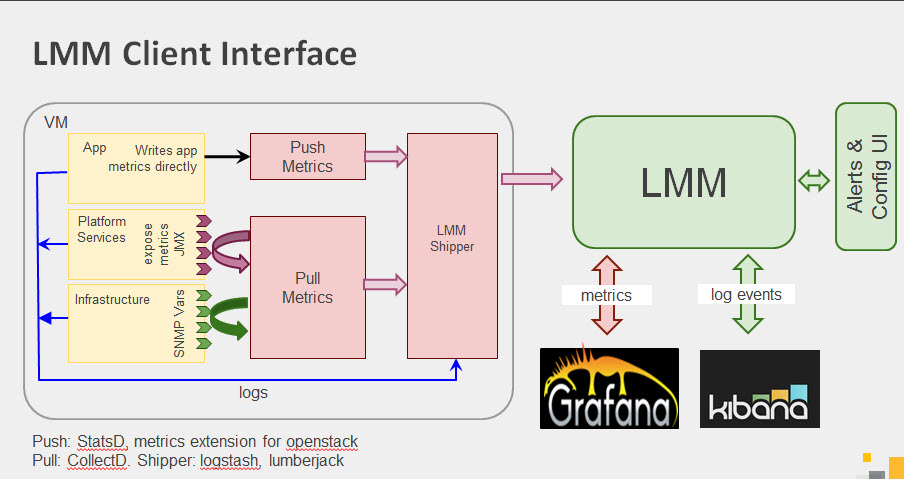 LMM Client Interface
VM
App
Writes app
metrics directly
Push
Metrics
Platform
Services
expose
metrics
JMX
Infrastructure
SNMP Vars
Pull
Metrics
LMM
Shipper
logs
LMM
Alerts &
Config UI
metrics
log events
Grafana
kibana
Push: StatsD, metrics extension for openstack
Pull: CollectD. Shipper: logstash, lumberjack